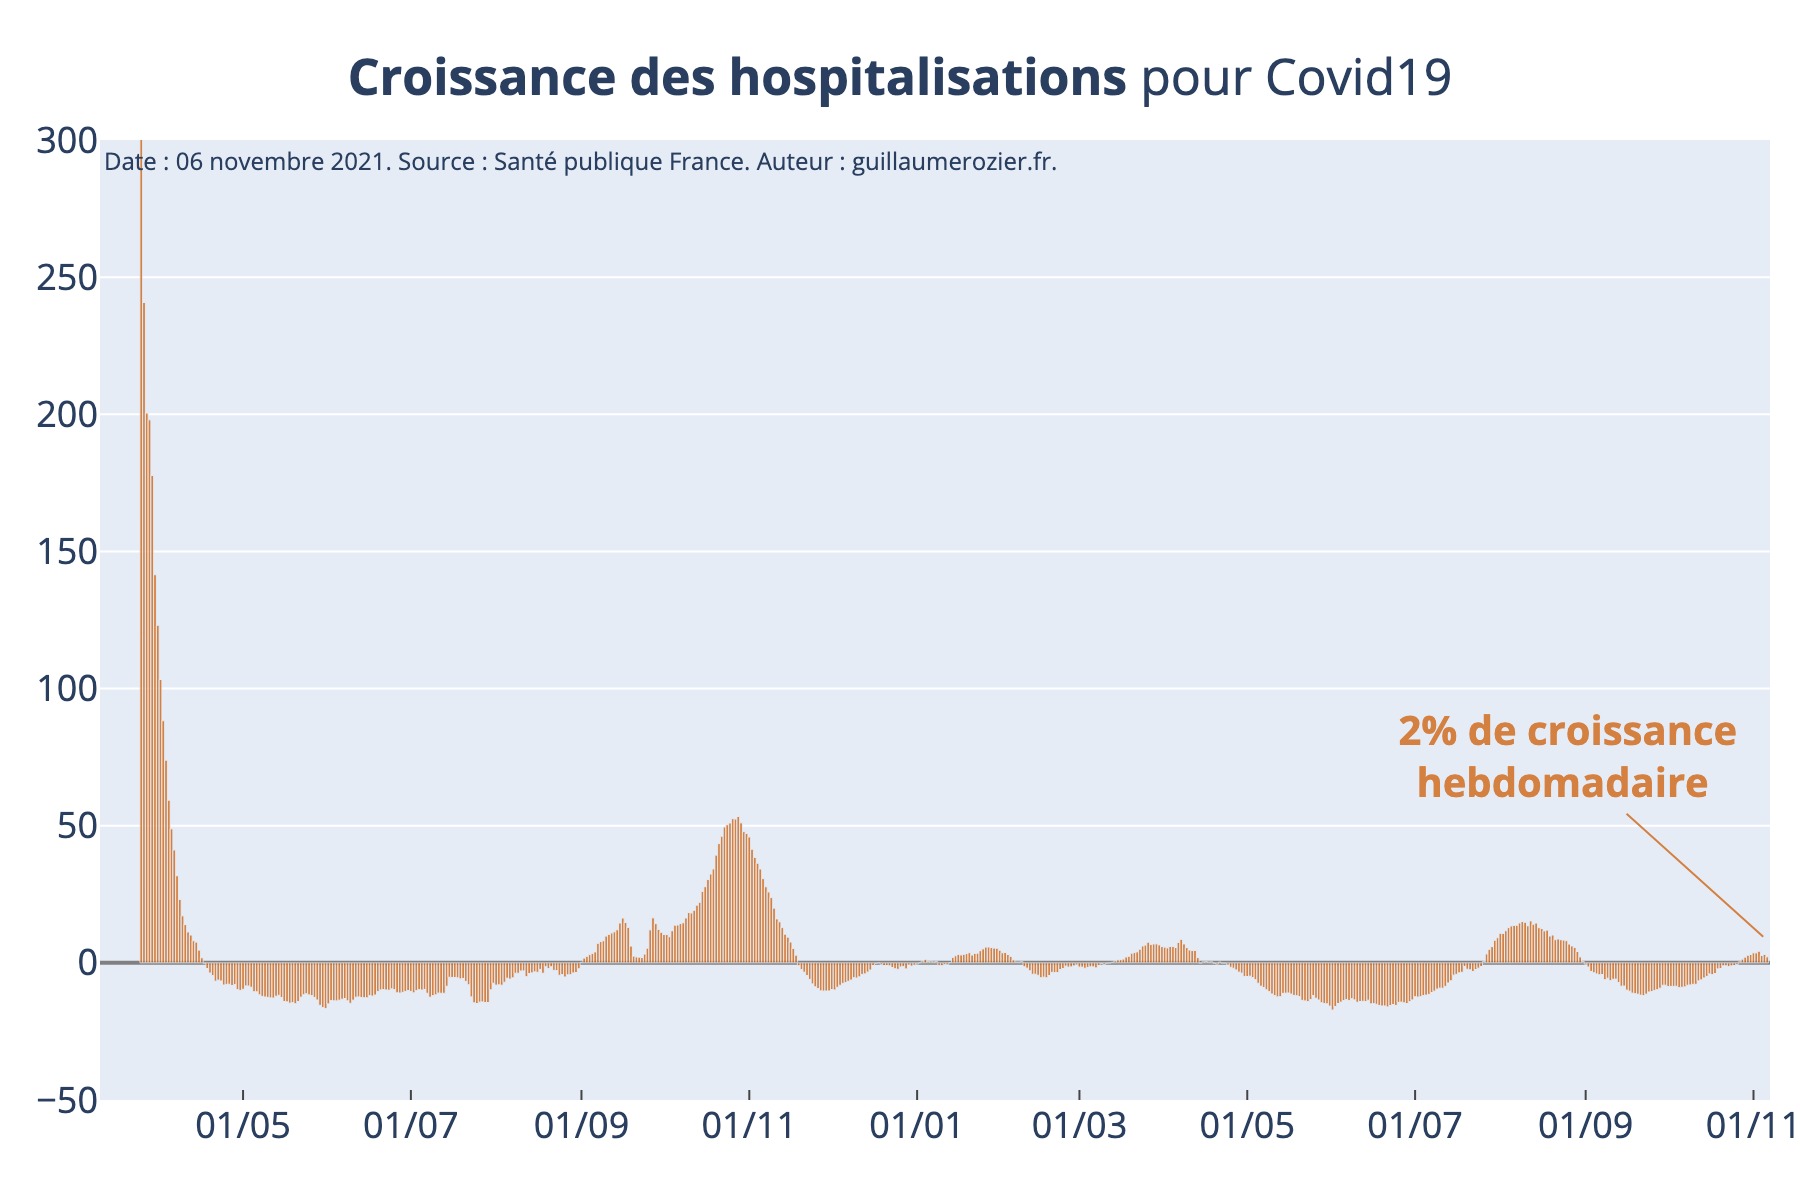 Croissance des hospitalisations pour Covid19
300
Date : 06 novembre 2021. Source : Santé publique France. Auteur : guillaumerozier.fr.
250
200
150
100
2% de croissance
hebdomadaire
50
0
−50
01/05 01/07 01/09 01/11 01/01 01/03 01/05 01/07 01/09 01/11